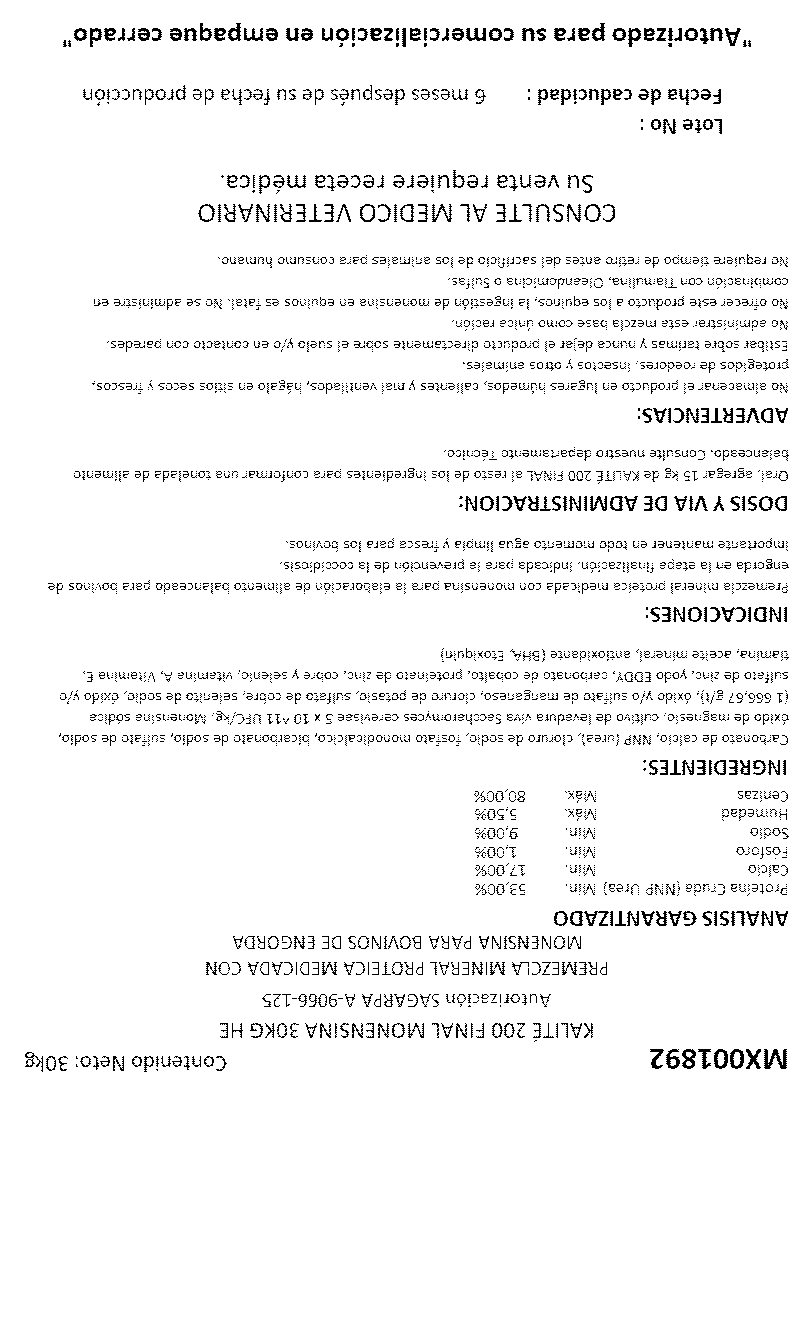 MX001892 Contenido Neto: 30kg
KALITÉ 200 FINAL MONENSINA 30KG HE
Autorización SAGARPA A-9066-125
PREMEZCLA MINERAL PROTEICA MEDICADA CON
MONENSINA PARA BOVINOS DE ENGORDA
ANALISIS GARANTIZADO
Proteína Cruda (NNP Urea) Mín. 53,00%
Calcio Mín. 17,00%
Fósforo Mín. 1,00%
Sodio Mín. 9,00%
Humedad Máx. 5,50%
Cenizas Máx. 80,00%
INGREDIENTES:
Carbonato de calcio, NNP (urea), cloruro de sodio, fosfato monodicalcico, bicarbonato de sodio, sulfato de sodio,
óxido de magnesio, cultivo de levadura viva Saccharomyces cerevisae 5 x 10 ^11 UFC/kg, Monensina sódica
(1 666,67 g/t), óxido y/o sulfato de manganeso, cloruro de potasio, sulfato de cobre, selenito de sodio, óxido y/o
sulfato de zinc, yodo EDDY, carbonato de cobalto, proteinato de zinc, cobre y selenio, vitamina A, Vitamina E,
tiamina, aceite mineral, antioxidante (BHA, Etoxiquin)
INDICACIONES:
Premezcla mineral proteica medicada con monensina para la elaboración de alimento balanceado para bovinos de
engorda en la etapa finalización. Indicada para la prevención de la coccidiosis.
Importante mantener en todo momento agua limpia y fresca para los bovinos.
DOSIS Y VIA DE ADMINISTRACION:
Oral, agregar 15 kg de KALITÉ 200 FINAL al resto de los ingredientes para conformar una tonelada de alimento
balanceado. Consulte nuestro departamento Técnico.
ADVERTENCIAS:
No almacenar el producto en lugares húmedos, calientes y mal ventilados, hágalo en sitios secos y frescos,
protegidos de roedores, insectos y otros animales.
Estibar sobre tarimas y nunca dejar el producto directamente sobre el suelo y/o en contacto con paredes.
No administrar esta mezcla base como única ración.
No ofrecer este producto a los equinos, la ingestión de monensina en equinos es fatal. No se administre en
combinación con Tiamulina, Oleandomicina o Sulfas.
No requiere tiempo de retiro antes del sacrificio de los animales para consumo humano.
CONSULTE AL MEDICO VETERINARIO
Su venta requiere receta médica.
Lote No :
Fecha de caducidad : 6 meses después de su fecha de producción
"Autorizado para su comercialización en empaque cerrado"